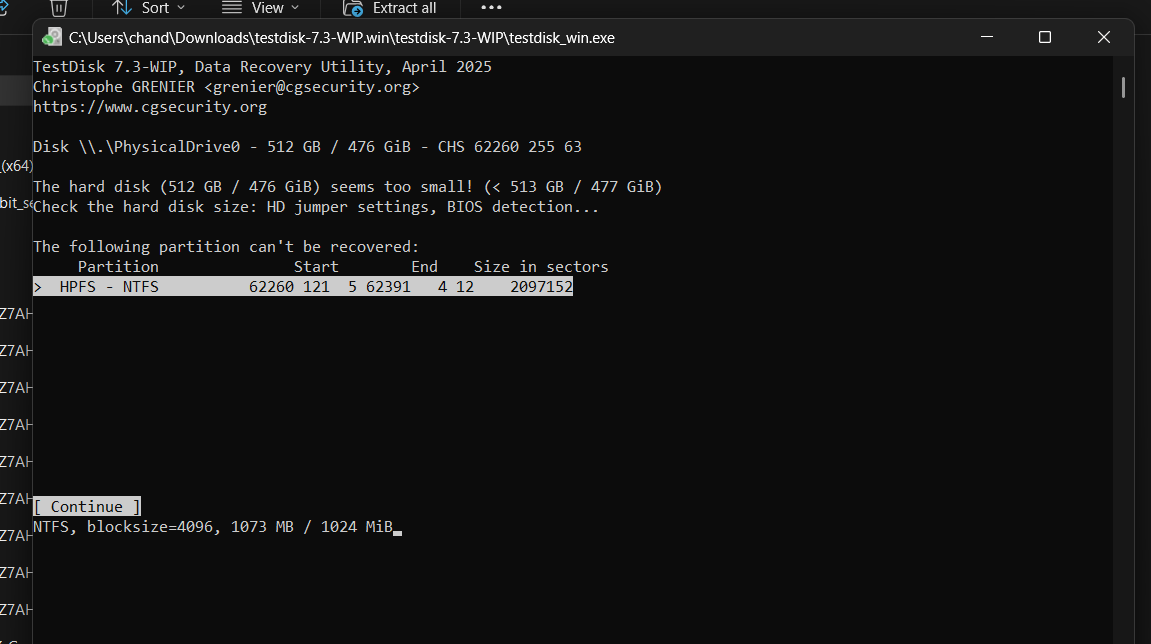 Sort View Extract all •••
C:\Users\chand\Downloads\testdisk-7.3-WIP.win\testdisk-7.3-WIP\testdisk_win.exe
TestDisk 7.3-WIP, Data Recovery Utility, April 2025
Christophe GRENIER <grenier@cgsecurity.org>
https://www.cgsecurity.org
Disk \\.\PhysicalDrive0 - 512 GB / 476 GiB - CHS 62260 255 63
(x64)
The hard disk (512 GB / 476 GiB) seems too small! (< 513 GB / 477 GiB)
bit_se
Check the hard disk size: HD jumper settings, BIOS detection...
The following partition can't be recovered:
Partition Start End Size in sectors
> HPFS - NTFS 62260 121 5 62391 4 12 2097152
Z7AH
Z7AH
Z7AH
Z7AH
Z7AH
Z7AH
[ Continue ]
NTFS, blocksize=4096, 1073 MB / 1024 MiB
Z7AH
Z7AH
Z7AH